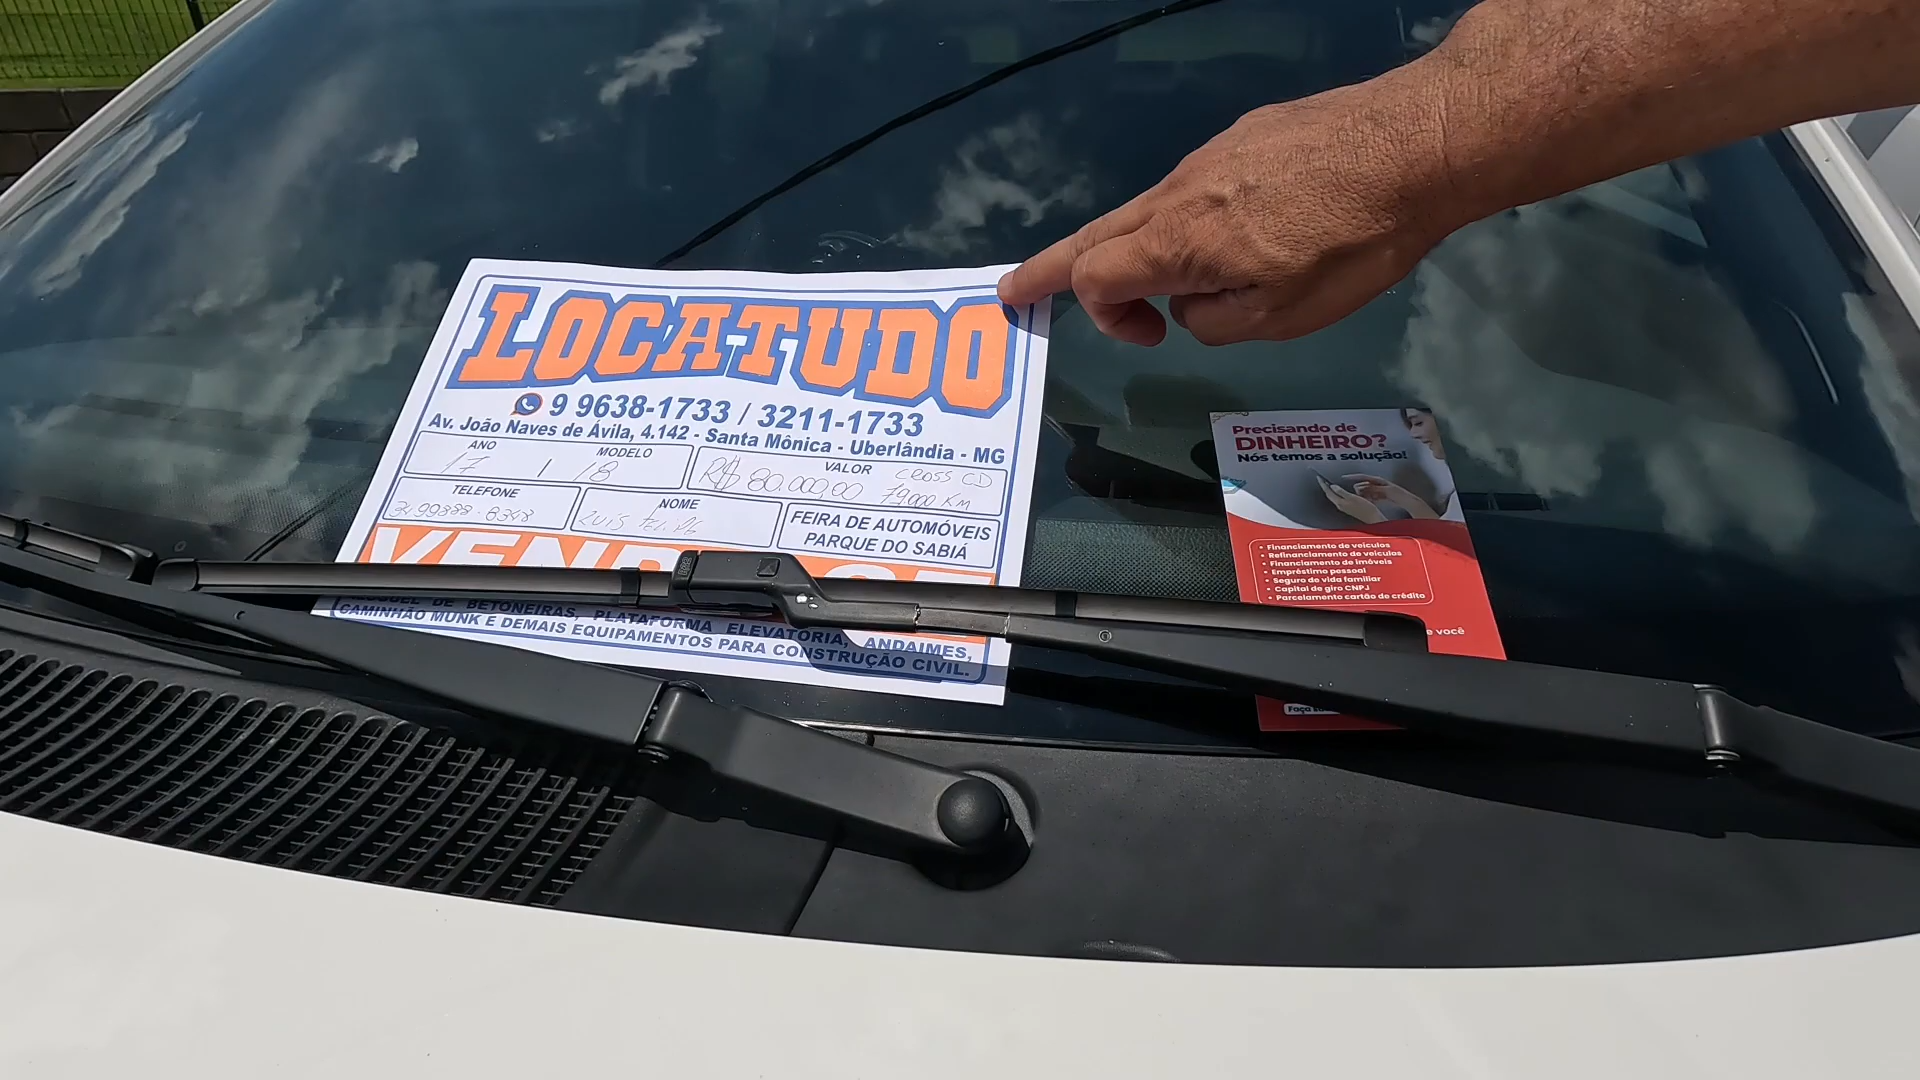 LOCATUDO
9 9638-1733 / 3211-1733
Av. João Naves de Ávila, 4.142 - Santa Mônica - Uberlândia - MG
ANO MODELO
17 / 18
VALOR
R$ 80.000,00
CROSS CD
79.000 KM
TELEFONE
NOME
LUIS
FEIRA DE AUTOMÓVEIS
PARQUE DO SABIÁ
DE BETONEIRAS, PLATAFORMA ELEVATÓRIA, ANDAIMES,
CAMINHÃO MUNK E DEMAIS EQUIPAMENTOS PARA CONSTRUÇÃO CIVIL.
Precisando de
DINHEIRO?
Nós temos a solução!
• Financiamento de veículos
• Refinanciamento de veículos
• Financiamento de imóveis
• Empréstimo pessoal
• Seguro de vida familiar
• Capital de giro CNPJ
• Parcelamento cartão de crédito
e você
Faça